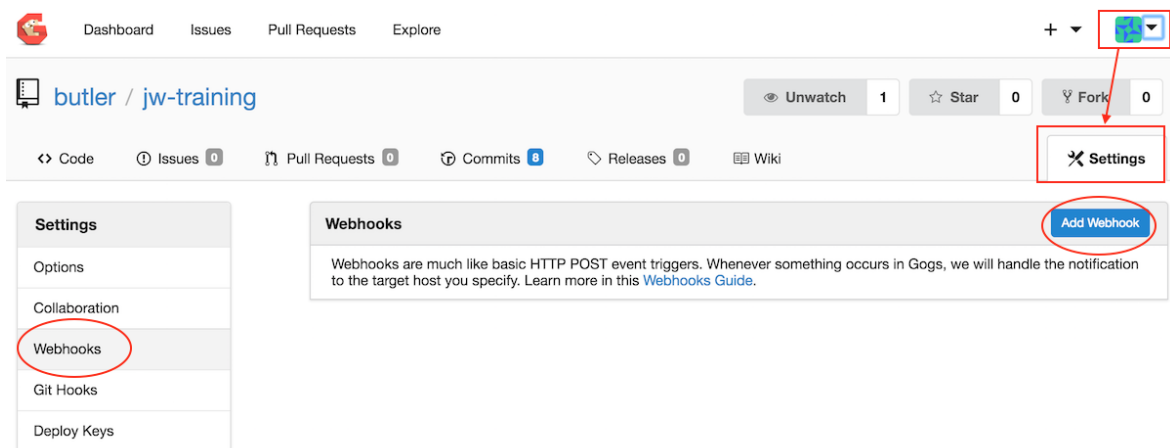 Dashboard Issues Pull Requests Explore +
butler / jw-training Unwatch 1 Star 0 Fork 0
<> Code Issues 0 Pull Requests 0 Commits 8 Releases 0 Wiki Settings
Settings
Options
Collaboration
Webhooks
Git Hooks
Deploy Keys
Webhooks Add Webhook
Webhooks are much like basic HTTP POST event triggers. Whenever something occurs in Gogs, we will handle the notification
to the target host you specify. Learn more in this Webhooks Guide.